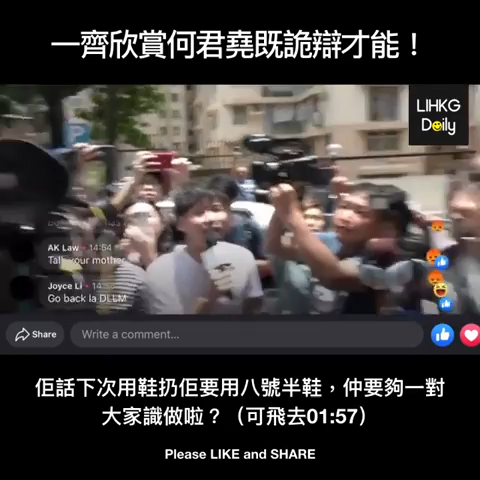 一齊欣賞何君堯既詭辯才能！
LIHKG
Daily
AK Law • 14:54
Talk your mother
Joyce Li •
Go back la DLLM
Share
Write a comment...
佢話下次用鞋扔佢要用八號半鞋，仲要夠一對
大家識做啦？（可飛去01:57）
Please LIKE and SHARE